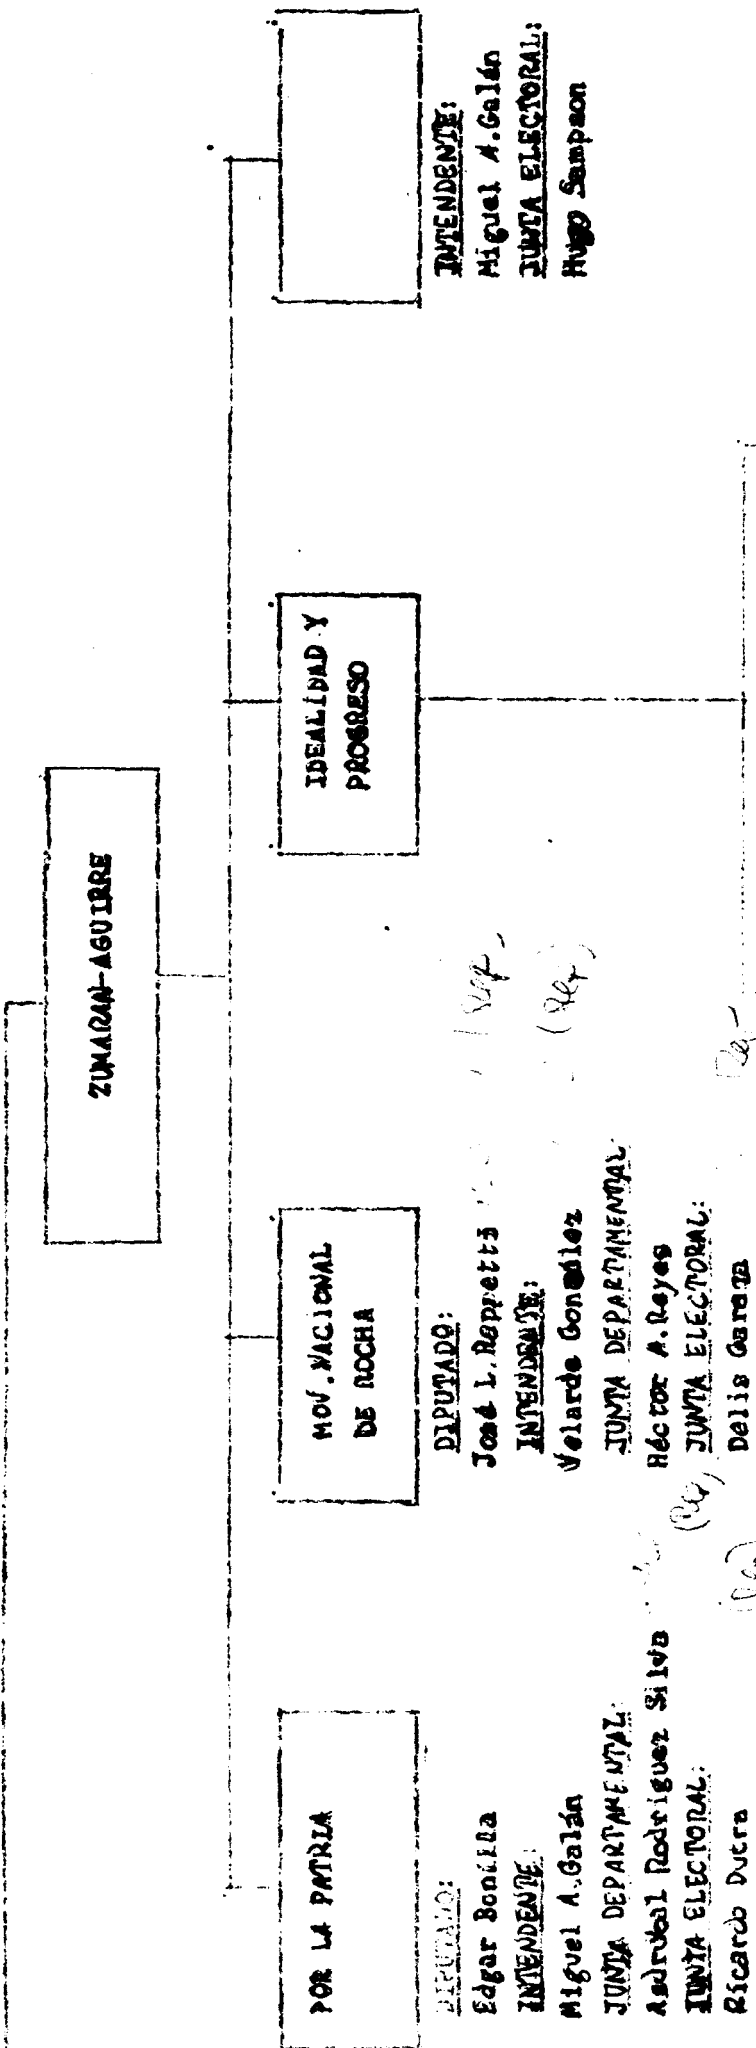 ZUMARAN-AGUIRRE
POR LA PATRIA
DIPUTADO:
Edgar Bonilla
INTENDENTE:
Miguel A.Galán
JUNTA DEPARTAMENTAL:
Asdrubal Rodriguez Silva
JUNTA ELECTORAL:
Ricardo Dutra
MOV.NACIONAL
DE ROCHA
DIPUTADO:
José L.Reppetto
INTENDENTE:
Velarde González
JUNTA DEPARTAMENTAL:
Héctor A.Reyes
JUNTA ELECTORAL:
Delis
IDEALIDAD Y
PROGRESO
INTENDENTE:
Miguel A.Galán
JUNTA ELECTORAL:
Hugo Sampson